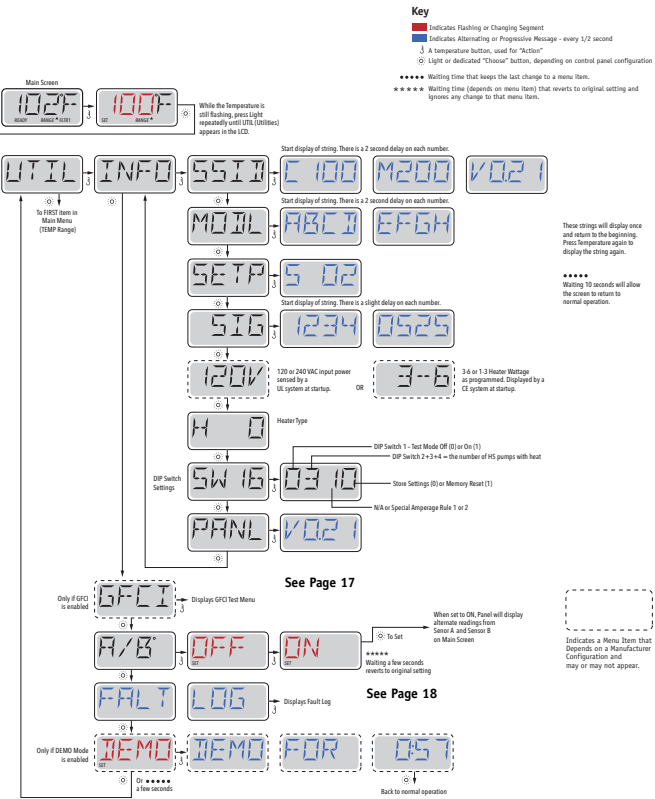 Key
Indicates Flashing or Changing Segment
Indicates Alternating or Progressive Message - every 1/2 second
A temperature button, used for "Action"
Light or dedicated "Choose" button, depending on control panel configuration
••••• Waiting time that keeps the last change to a menu item.
***** Waiting time (depends on menu item) that reverts to original setting and
ignores any change to that menu item.
Main Screen
102°F
READY RANGE FLTR1
100°F
SET RANGE
While the Temperature is
still flashing, press Light
repeatedly until UTIL (Utilities)
appears in the LCD.
Start display of string. There is a 2 second delay on each number.
UTIL
INFO
SSID
C 100
M200
V0.21
To FIRST item in
Main Menu
(TEMP Range)
Start display of string. There is a 2 second delay on each number.
MODL
ABCD
EFGH
These strings will display once
and return to the beginning.
Press Temperature again to
display the string again.
•••••
Waiting 10 seconds will allow
the screen to return to
normal operation.
SETP
S 02
Start display of string. There is a slight delay on each number.
SIG
1234
0525
120V
120 or 240 VAC input power
sensed by a
UL system at startup.
OR
3-6
3-6 or 1-3 Heater Wattage
as programmed. Displayed by a
CE system at startup.
H 0
Heater Type
DIP Switch 1 - Test Mode Off (0) or On (1)
DIP Switch 2+3+4 = the number of HS pumps with heat
DIP Switch
Settings
SW 16
0310
Store Settings (0) or Memory Reset (1)
N/A or Special Amperage Rule 1 or 2
PANL
V0.21
See Page 17
Only if GFCI
is enabled
GFCI
Displays GFCI Test Menu
A/B°
OFF
SET
ON
SET
To Set
When set to ON, Panel will display
alternate readings from
Senor A and Sensor B
on Main Screen
*****
Waiting a few seconds
reverts to original setting
Indicates a Menu Item that
Depends on a Manufacturer
Configuration and
may or may not appear.
See Page 18
FALT
LOG
Displays Fault Log
Only if DEMO Mode
is enabled
DEMO
SET
DEMO
FOR
0:57
Or •••••
a few seconds
Back to normal operation